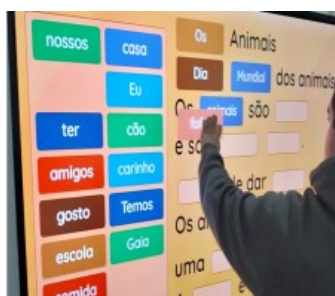 nossos
casa
Eu
ter
cão
amigos
carinho
gosto
Temos
escola
Gaia
comida
Os Animais
Dia Mundial dos animais
Os animais são
e
de dar
Os
uma
e